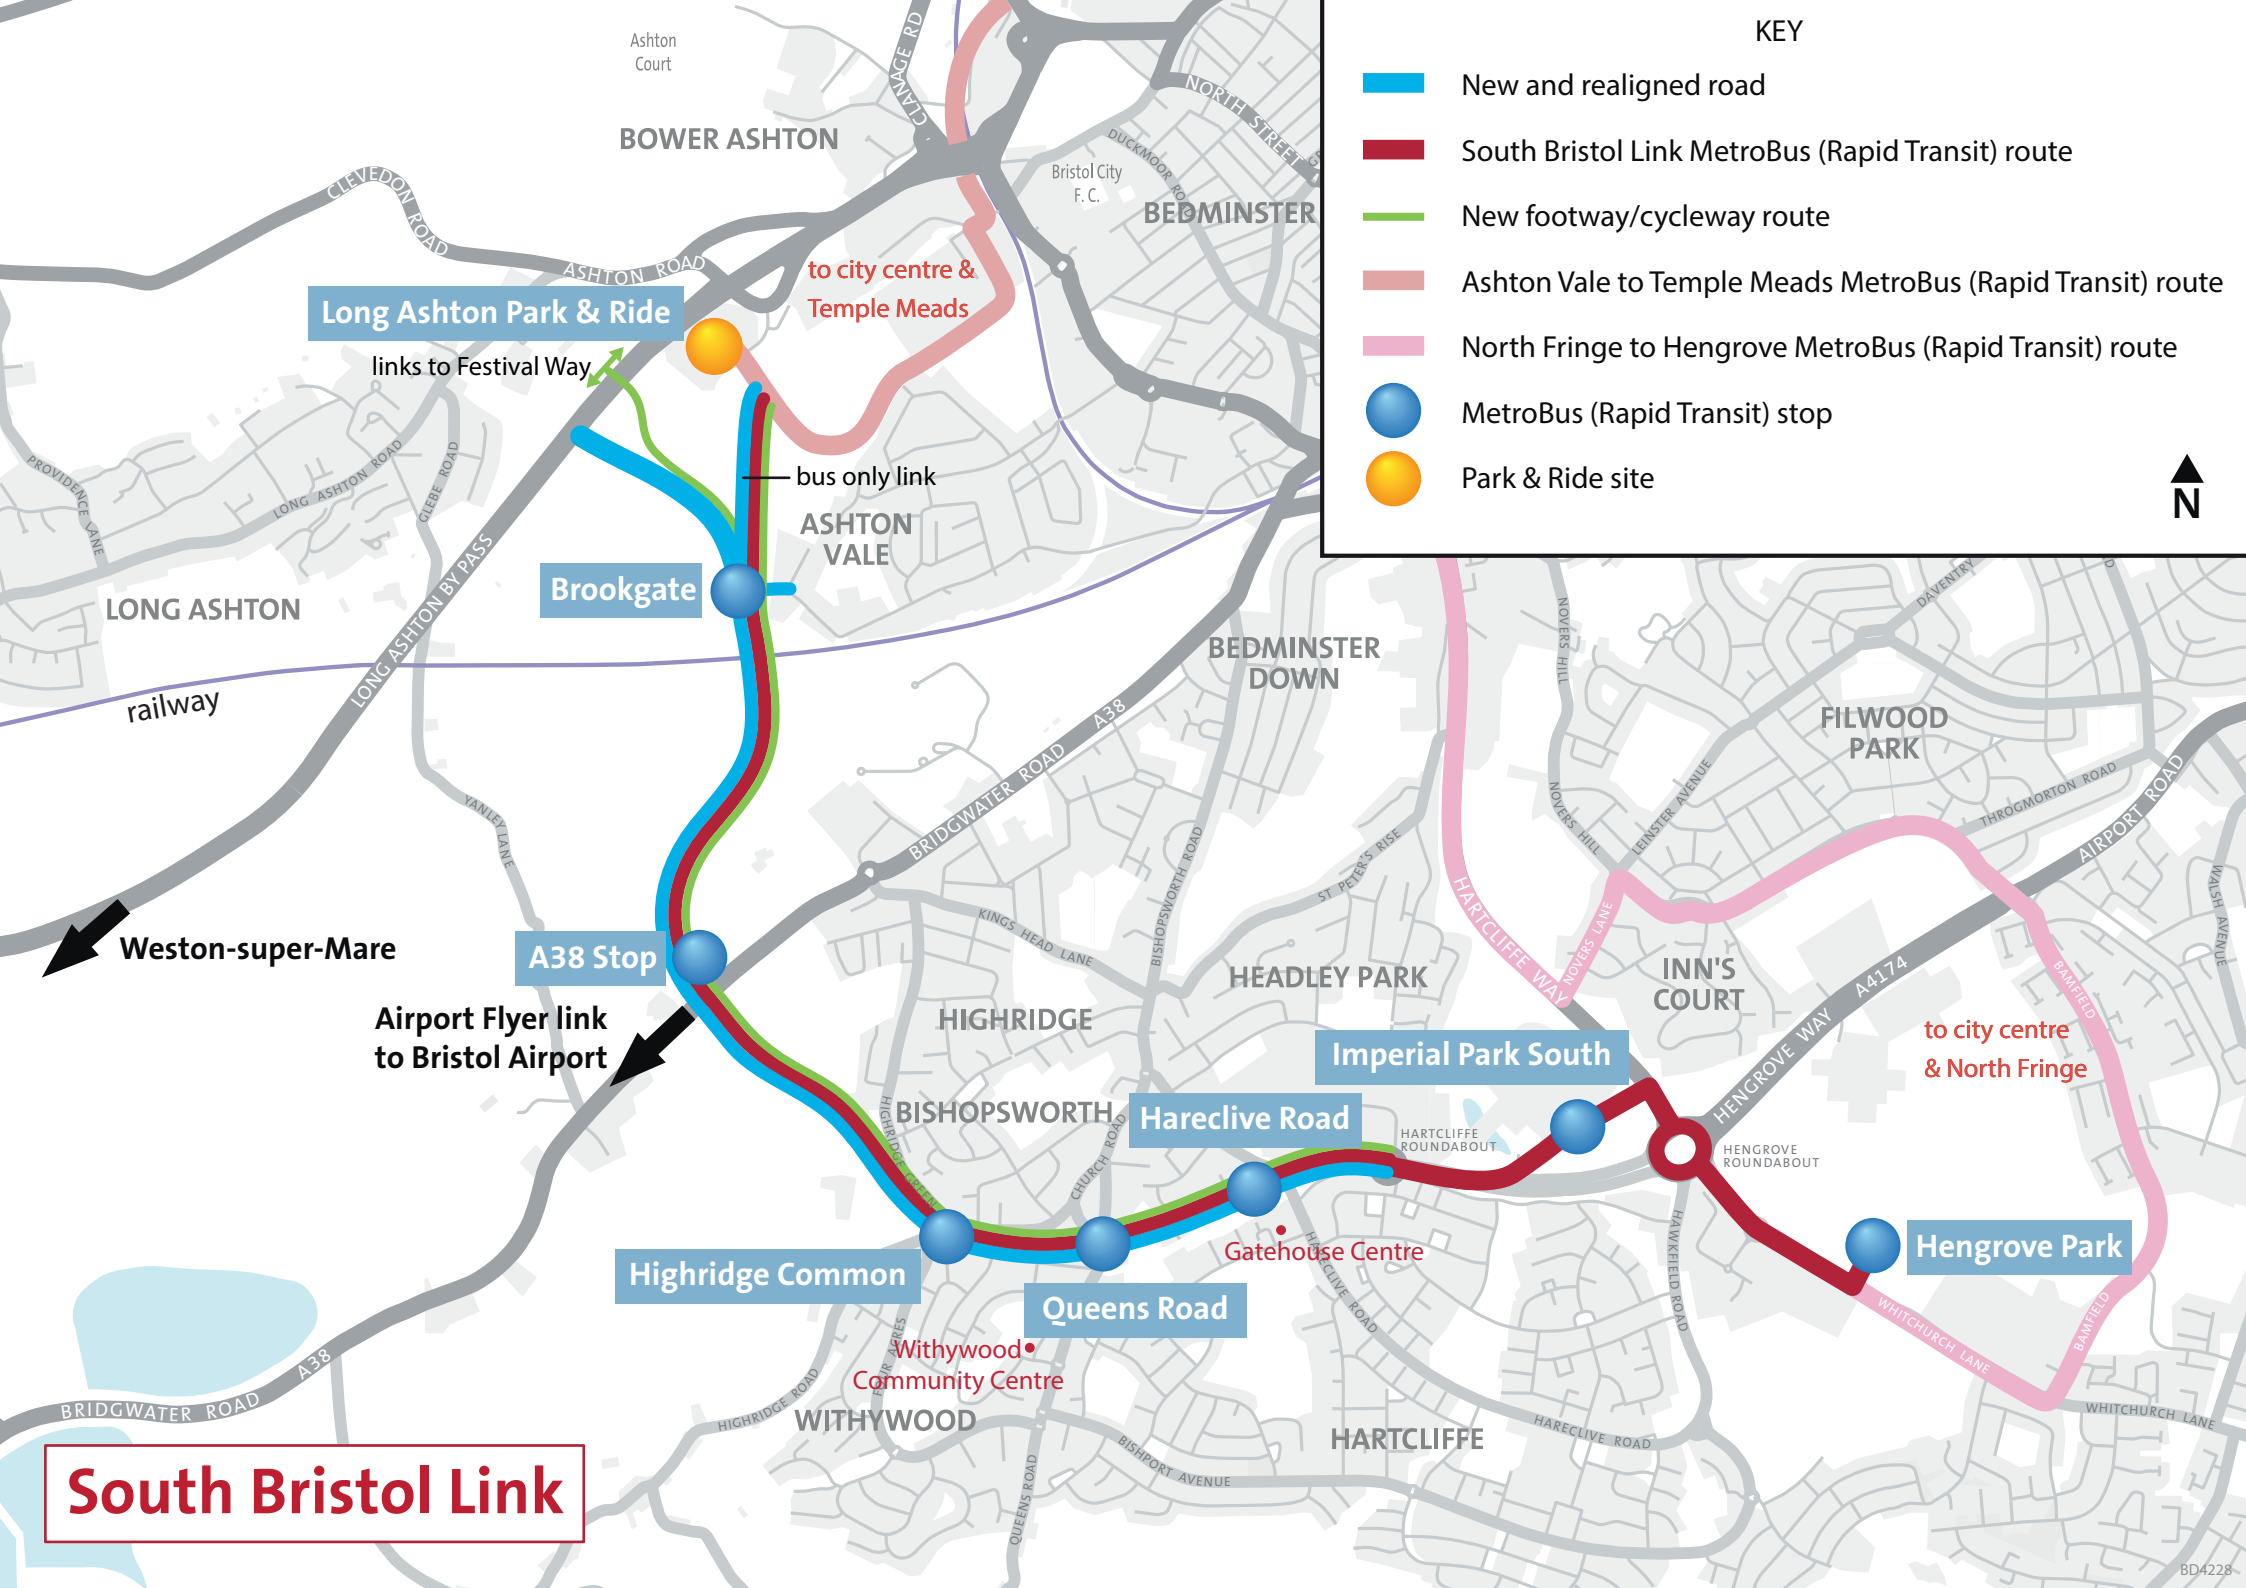 KEY
New and realigned road
South Bristol Link MetroBus (Rapid Transit) route
New footway/cycleway route
Ashton Vale to Temple Meads MetroBus (Rapid Transit) route
North Fringe to Hengrove MetroBus (Rapid Transit) route
MetroBus (Rapid Transit) stop
Park & Ride site
N
Ashton
Court
CLANAGE RD
NORTH STREET
BOWER ASHTON
DUCKMOOR ROAD
Bristol City
F. C.
BEDMINSTER
CLEVEDON ROAD
ASHTON ROAD
to city centre &
Temple Meads
Long Ashton Park & Ride
links to Festival Way
bus only link
PROVIDENCE LANE
LONG ASHTON ROAD
GLEBE ROAD
ASHTON
VALE
LONG ASHTON BY PASS
Brookgate
LONG ASHTON
railway
BEDMINSTER
DOWN
NOVERS HILL
DAVENTRY
FILWOOD
PARK
A38
BRIDGWATER ROAD
YANLEY LANE
NOVERS HILL
LEINSTER AVENUE
THROGMORTON ROAD
AIRPORT ROAD
WALSH AVENUE
BISHOPSWORTH ROAD
ST PETER'S RISE
KINGS HEAD LANE
HARTCLIFFE WAY
NOVERS LANE
Weston-super-Mare
A38 Stop
HEADLEY PARK
INN'S
COURT
A4174
HENGROVE WAY
BAMFIELD
Airport Flyer link
to Bristol Airport
HIGHRIDGE
to city centre
& North Fringe
Imperial Park South
BISHOPSWORTH
Hareclive Road
HIGHRIDGE GREEN
CHURCH ROAD
HARTCLIFFE
ROUNDABOUT
HENGROVE
ROUNDABOUT
Gatehouse Centre
HARECLIVE ROAD
HAWKFIELD ROAD
Hengrove Park
Highridge Common
Queens Road
WHITCHURCH LANE
BAMFIELD
Withywood
Community Centre
FOUR ACRES
HIGHRIDGE ROAD
WITHYWOOD
A38
BRIDGWATER ROAD
BISHPORT AVENUE
QUEENS ROAD
HARTCLIFFE
HARECLIVE ROAD
WHITCHURCH LANE
South Bristol Link
BD4228